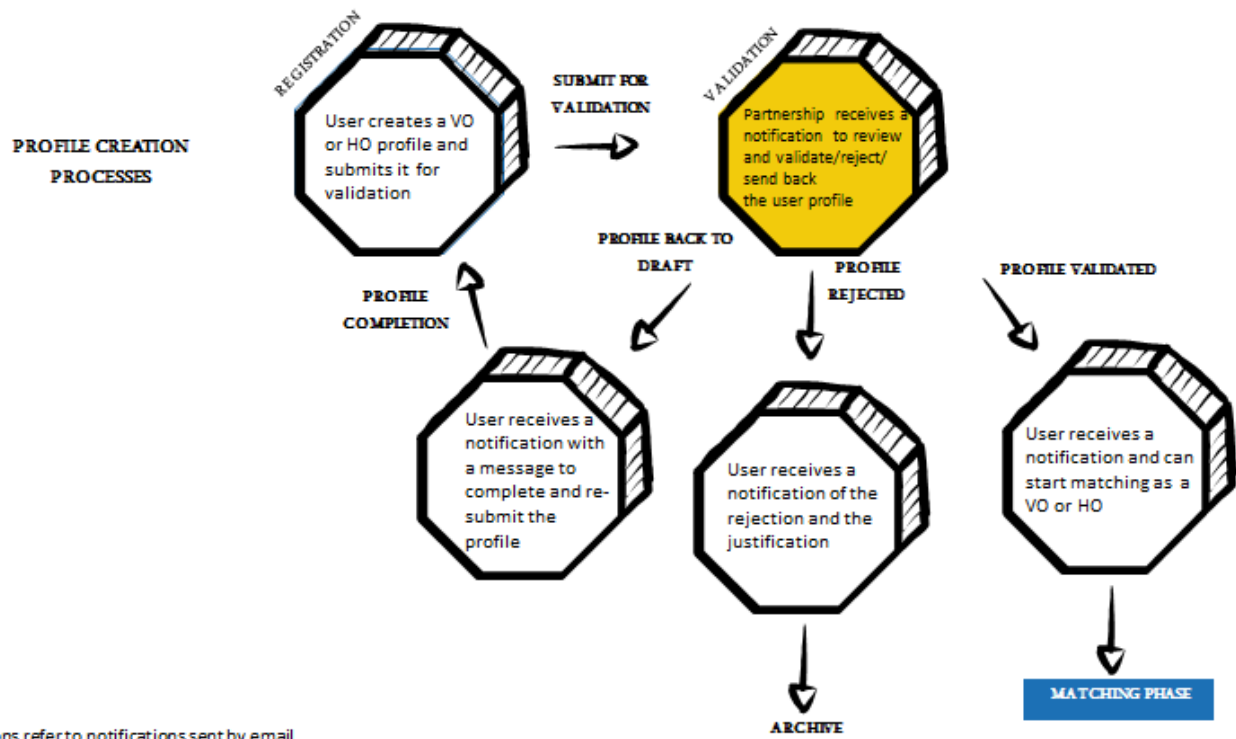 REGISTRATION
VALIDATION
PROFILE CREATION
PROCESSES
User creates a VO
or HO profile and
submits it for
validation
SUBMIT FOR
VALIDATION
Partnership receives a
notification to review
and validate/reject/
send back
the user profile
PROFILE BACK TO
DRAFT
PROFILE
REJECTED
PROFILE VALIDATED
PROFILE
COMPLETION
User receives a
notification with
a message to
complete and re-
submit the
profile
User receives a
notification of the
rejection and the
justification
User receives a
notification and can
start matching as a
VO or HO
MATCHING PHASE
ARCHIVE
refer to notifications sent by email